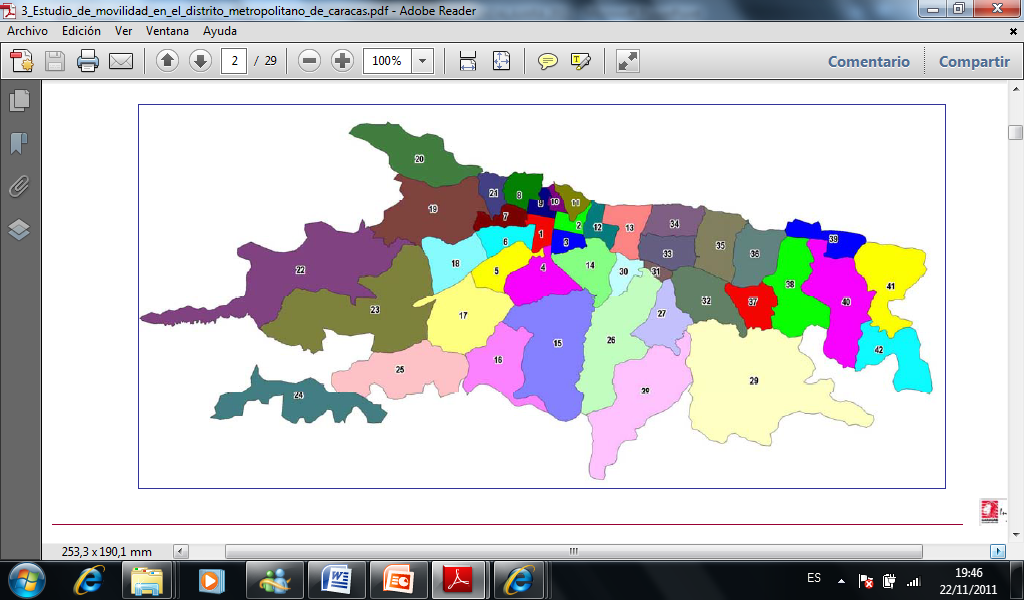 3_Estudio_de_movilidad_en_el_distrito_metropolitano_de_caracas.pdf - Adobe Reader
Archivo Edición Ver Ventana Ayuda
2 / 29 100% Comentario Compartir
20
19 21 8 9 10 11
7 1 2 12 13 34
6 3 33 35 36 39
22 18 5 4 14 30 31 38 41
23 17 27 32 37 40
15 26 42
25 16
24 39 29
253,3 x 190,1 mm
ES 19:46
22/11/2011